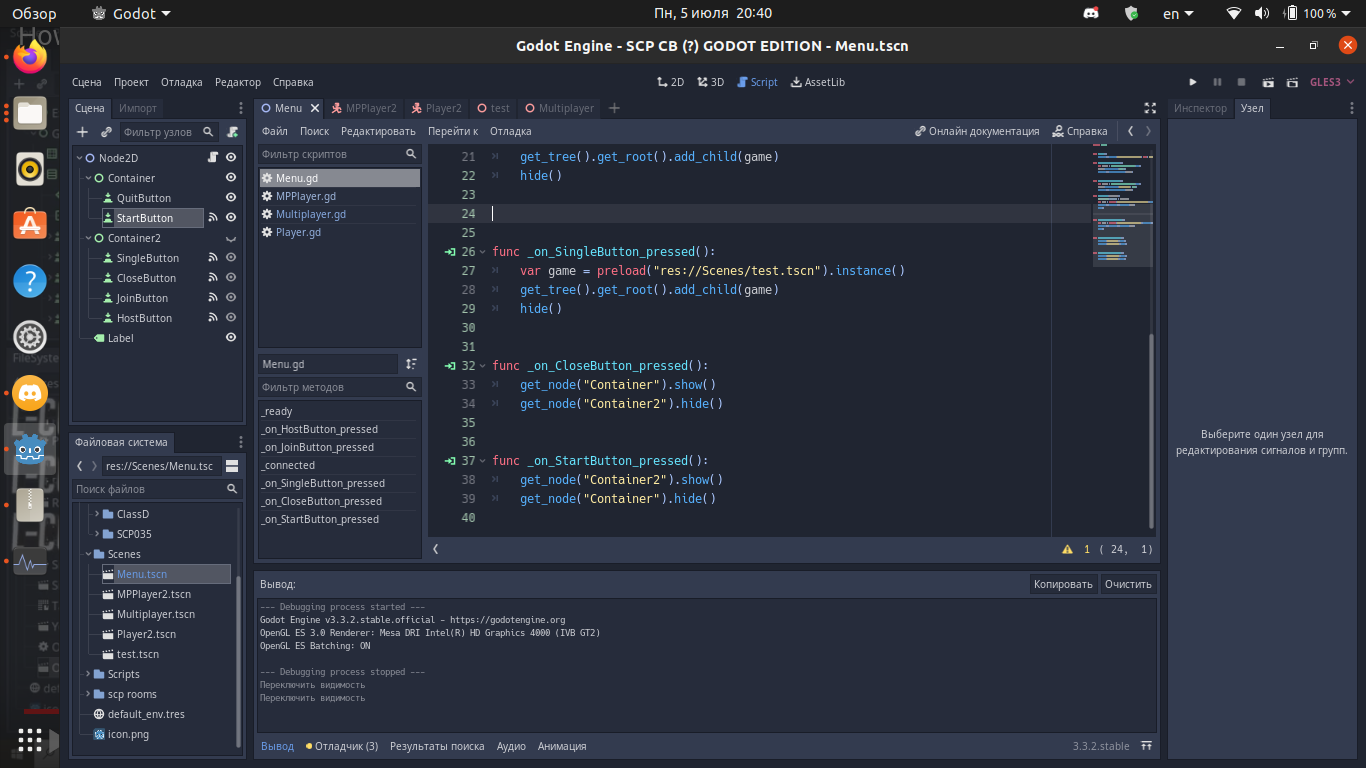 Обзор
Godot
Пн, 5 июля 20:40
en
100 %
Godot Engine - SCP CB (?) GODOT EDITION - Menu.tscn
Сцена Проект Отладка Редактор Справка
2D 3D Script AssetLib
GLES3
Сцена Импорт
Фильтр узлов
Node2D
Container
QuitButton
StartButton
Container2
SingleButton
CloseButton
JoinButton
HostButton
Label
Файловая система
res://Scenes/Menu.tsc
Поиск файлов
ClassD
SCP035
Scenes
Menu.tscn
MPPlayer2.tscn
Multiplayer.tscn
Player2.tscn
test.tscn
Scripts
scp rooms
default_env.tres
icon.png
Menu MPPlayer2 Player2 test Multiplayer
Файл Поиск Редактировать Перейти к Отладка
Онлайн документация Справка
Фильтр скриптов
Menu.gd
MPPlayer.gd
Multiplayer.gd
Player.gd
Menu.gd
Фильтр методов
_ready
_on_HostButton_pressed
_on_JoinButton_pressed
_connected
_on_SingleButton_pressed
_on_CloseButton_pressed
_on_StartButton_pressed
21 get_tree().get_root().add_child(game)
22 hide()
23
24
25
26 func _on_SingleButton_pressed():
27 var game = preload("res://Scenes/test.tscn").instance()
28 get_tree().get_root().add_child(game)
29 hide()
30
31
32 func _on_CloseButton_pressed():
33 get_node("Container").show()
34 get_node("Container2").hide()
35
36
37 func _on_StartButton_pressed():
38 get_node("Container2").show()
39 get_node("Container").hide()
40
1 ( 24, 1)
Вывод:
Копировать Очистить
--- Debugging process started ---
Godot Engine v3.3.2.stable.official - https://godotengine.org
OpenGL ES 3.0 Renderer: Mesa DRI Intel(R) HD Graphics 4000 (IVB GT2)
OpenGL ES Batching: ON
--- Debugging process stopped ---
Переключить видимость
Переключить видимость
Вывод Отладчик (3) Результаты поиска Аудио Анимация
3.3.2.stable
Инспектор Узел
Выберите один узел для
редактирования сигналов и групп.